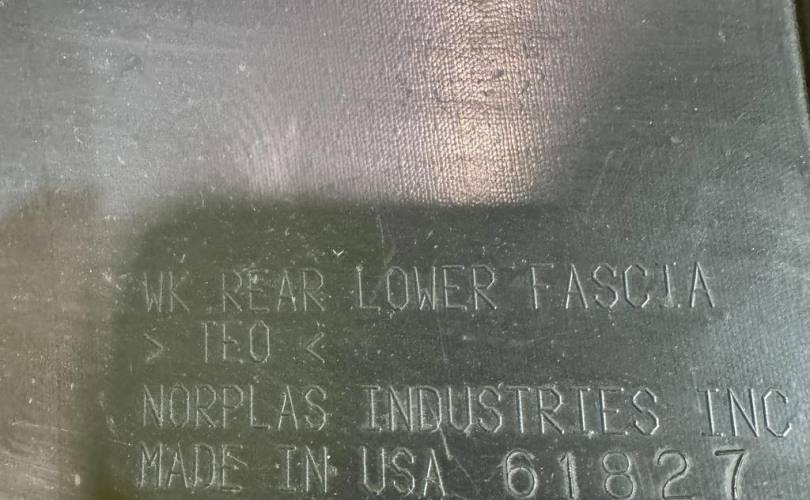 WK REAR LOWER FASCIA
> TEO <
NORPLAS INDUSTRIES INC
MADE IN USA 61827